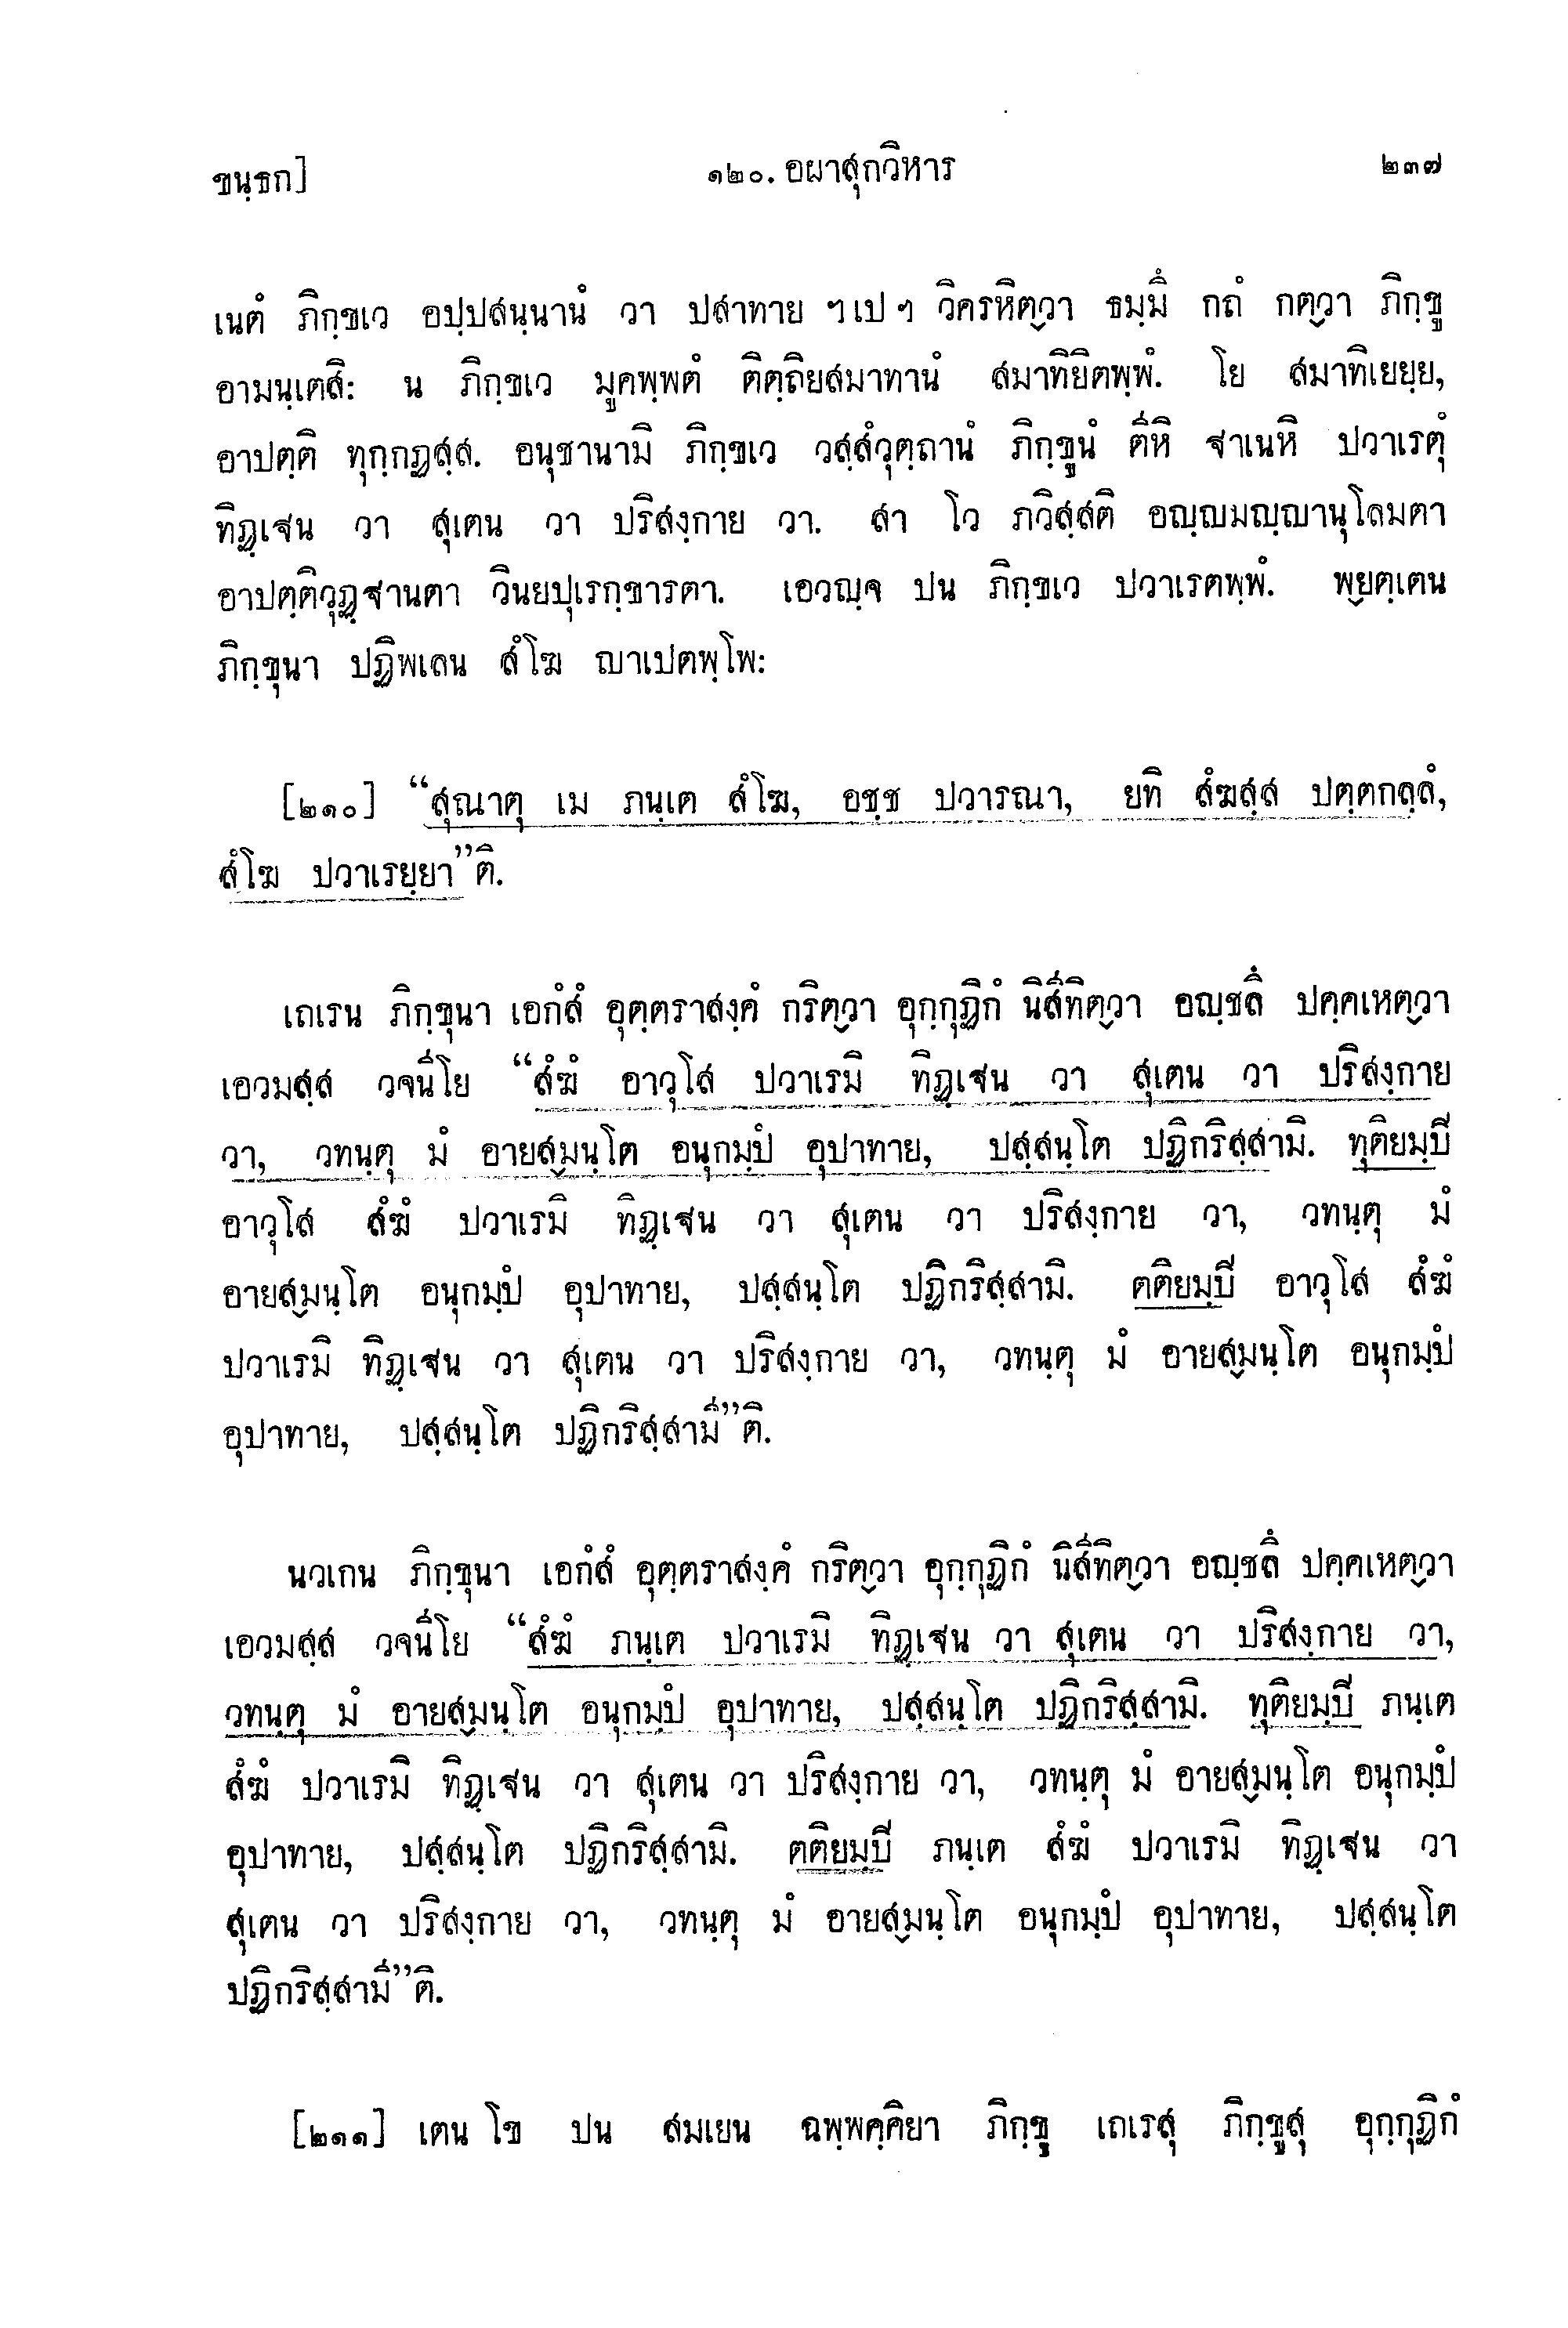 ขนฺธก] ๑๒๐. อผาสุกวิหาร ๒๓๗
เนตํ ภิกฺขเว อปฺปสนฺนานํ วา ปสาทาย ฯ เป ฯ วิครหิตฺวา ธมฺมึ กถํ กตฺวา ภิกฺขู
อามนฺเตสิ: น ภิกฺขเว มูคพฺพตํ ติตฺถิยสมาทานํ สมาทิยิตพฺพํ. โย สมาทิเยยฺย,
อาปตฺติ ทุกฺกฏสฺส. อนุชานามิ ภิกฺขเว วสฺสํวุตฺถานํ ภิกฺขูนํ ตีหิ ฐาเนหิ ปวาเรตุํ
ทิฏฺเฐน วา สุเตน วา ปริสงฺกาย วา. สา โว ภวิสฺสติ อญฺญมญฺญานุโลมตา
อาปตฺติวุฏฺฐานตา วินยปุเรกฺขารตา. เอวญฺจ ปน ภิกฺขเว ปวาเรตพฺพํ. พฺยตฺเตน
ภิกฺขุนา ปฏิพเลน สํโฆ ญาเปตพฺโพ:
[๒๑๐] “สุณาตุ เม ภนฺเต สํโฆ, อชฺช ปวารณา, ยทิ สํฆสฺส ปตฺตกลฺลํ,
สํโฆ ปวาเรยฺยา”ติ.
เถเรน ภิกฺขุนา เอกํสํ อุตฺตราสงฺคํ กริตฺวา อุกฺกุฏิกํ นิสีทิตฺวา อญฺชลึ ปคฺคเหตฺวา
เอวมสฺส วจนีโย “สํฆํ อาวุโส ปวาเรมิ ทิฏฺเฐน วา สุเตน วา ปริสงฺกาย
วา, วทนฺตุ มํ อายสฺมนฺโต อนุกมฺปํ อุปาทาย, ปสฺสนฺโต ปฏิกริสฺสามิ. ทุติยมฺปี
อาวุโส สํฆํ ปวาเรมิ ทิฏฺเฐน วา สุเตน วา ปริสงฺกาย วา, วทนฺตุ มํ
อายสฺมนฺโต อนุกมฺปํ อุปาทาย, ปสฺสนฺโต ปฏิกริสฺสามิ. ตติยมฺปี อาวุโส สํฆํ
ปวาเรมิ ทิฏฺเฐน วา สุเตน วา ปริสงฺกาย วา, วทนฺตุ มํ อายสฺมนฺโต อนุกมฺปํ
อุปาทาย, ปสฺสนฺโต ปฏิกริสฺสามี”ติ.
นวเกน ภิกฺขุนา เอกํสํ อุตฺตราสงฺคํ กริตฺวา อุกฺกุฏิกํ นิสีทิตฺวา อญฺชลึ ปคฺคเหตฺวา
เอวมสฺส วจนีโย “สํฆํ ภนฺเต ปวาเรมิ ทิฏฺเฐน วา สุเตน วา ปริสงฺกาย วา,
วทนฺตุ มํ อายสฺมนฺโต อนุกมฺปํ อุปาทาย, ปสฺสนฺโต ปฏิกริสฺสามิ. ทุติยมฺปี ภนฺเต
สํฆํ ปวาเรมิ ทิฏฺเฐน วา สุเตน วา ปริสงฺกาย วา, วทนฺตุ มํ อายสฺมนฺโต อนุกมฺปํ
อุปาทาย, ปสฺสนฺโต ปฏิกริสฺสามิ. ตติยมฺปี ภนฺเต สํฆํ ปวาเรมิ ทิฏฺเฐน วา
สุเตน วา ปริสงฺกาย วา, วทนฺตุ มํ อายสฺมนฺโต อนุกมฺปํ อุปาทาย, ปสฺสนฺโต
ปฏิกริสฺสามี”ติ.
[๒๑๑] เตน โข ปน สมเยน ฉพฺพคฺคิยา ภิกฺขู เถเรสุ ภิกฺขูสุ อุกฺกุฏิกํ